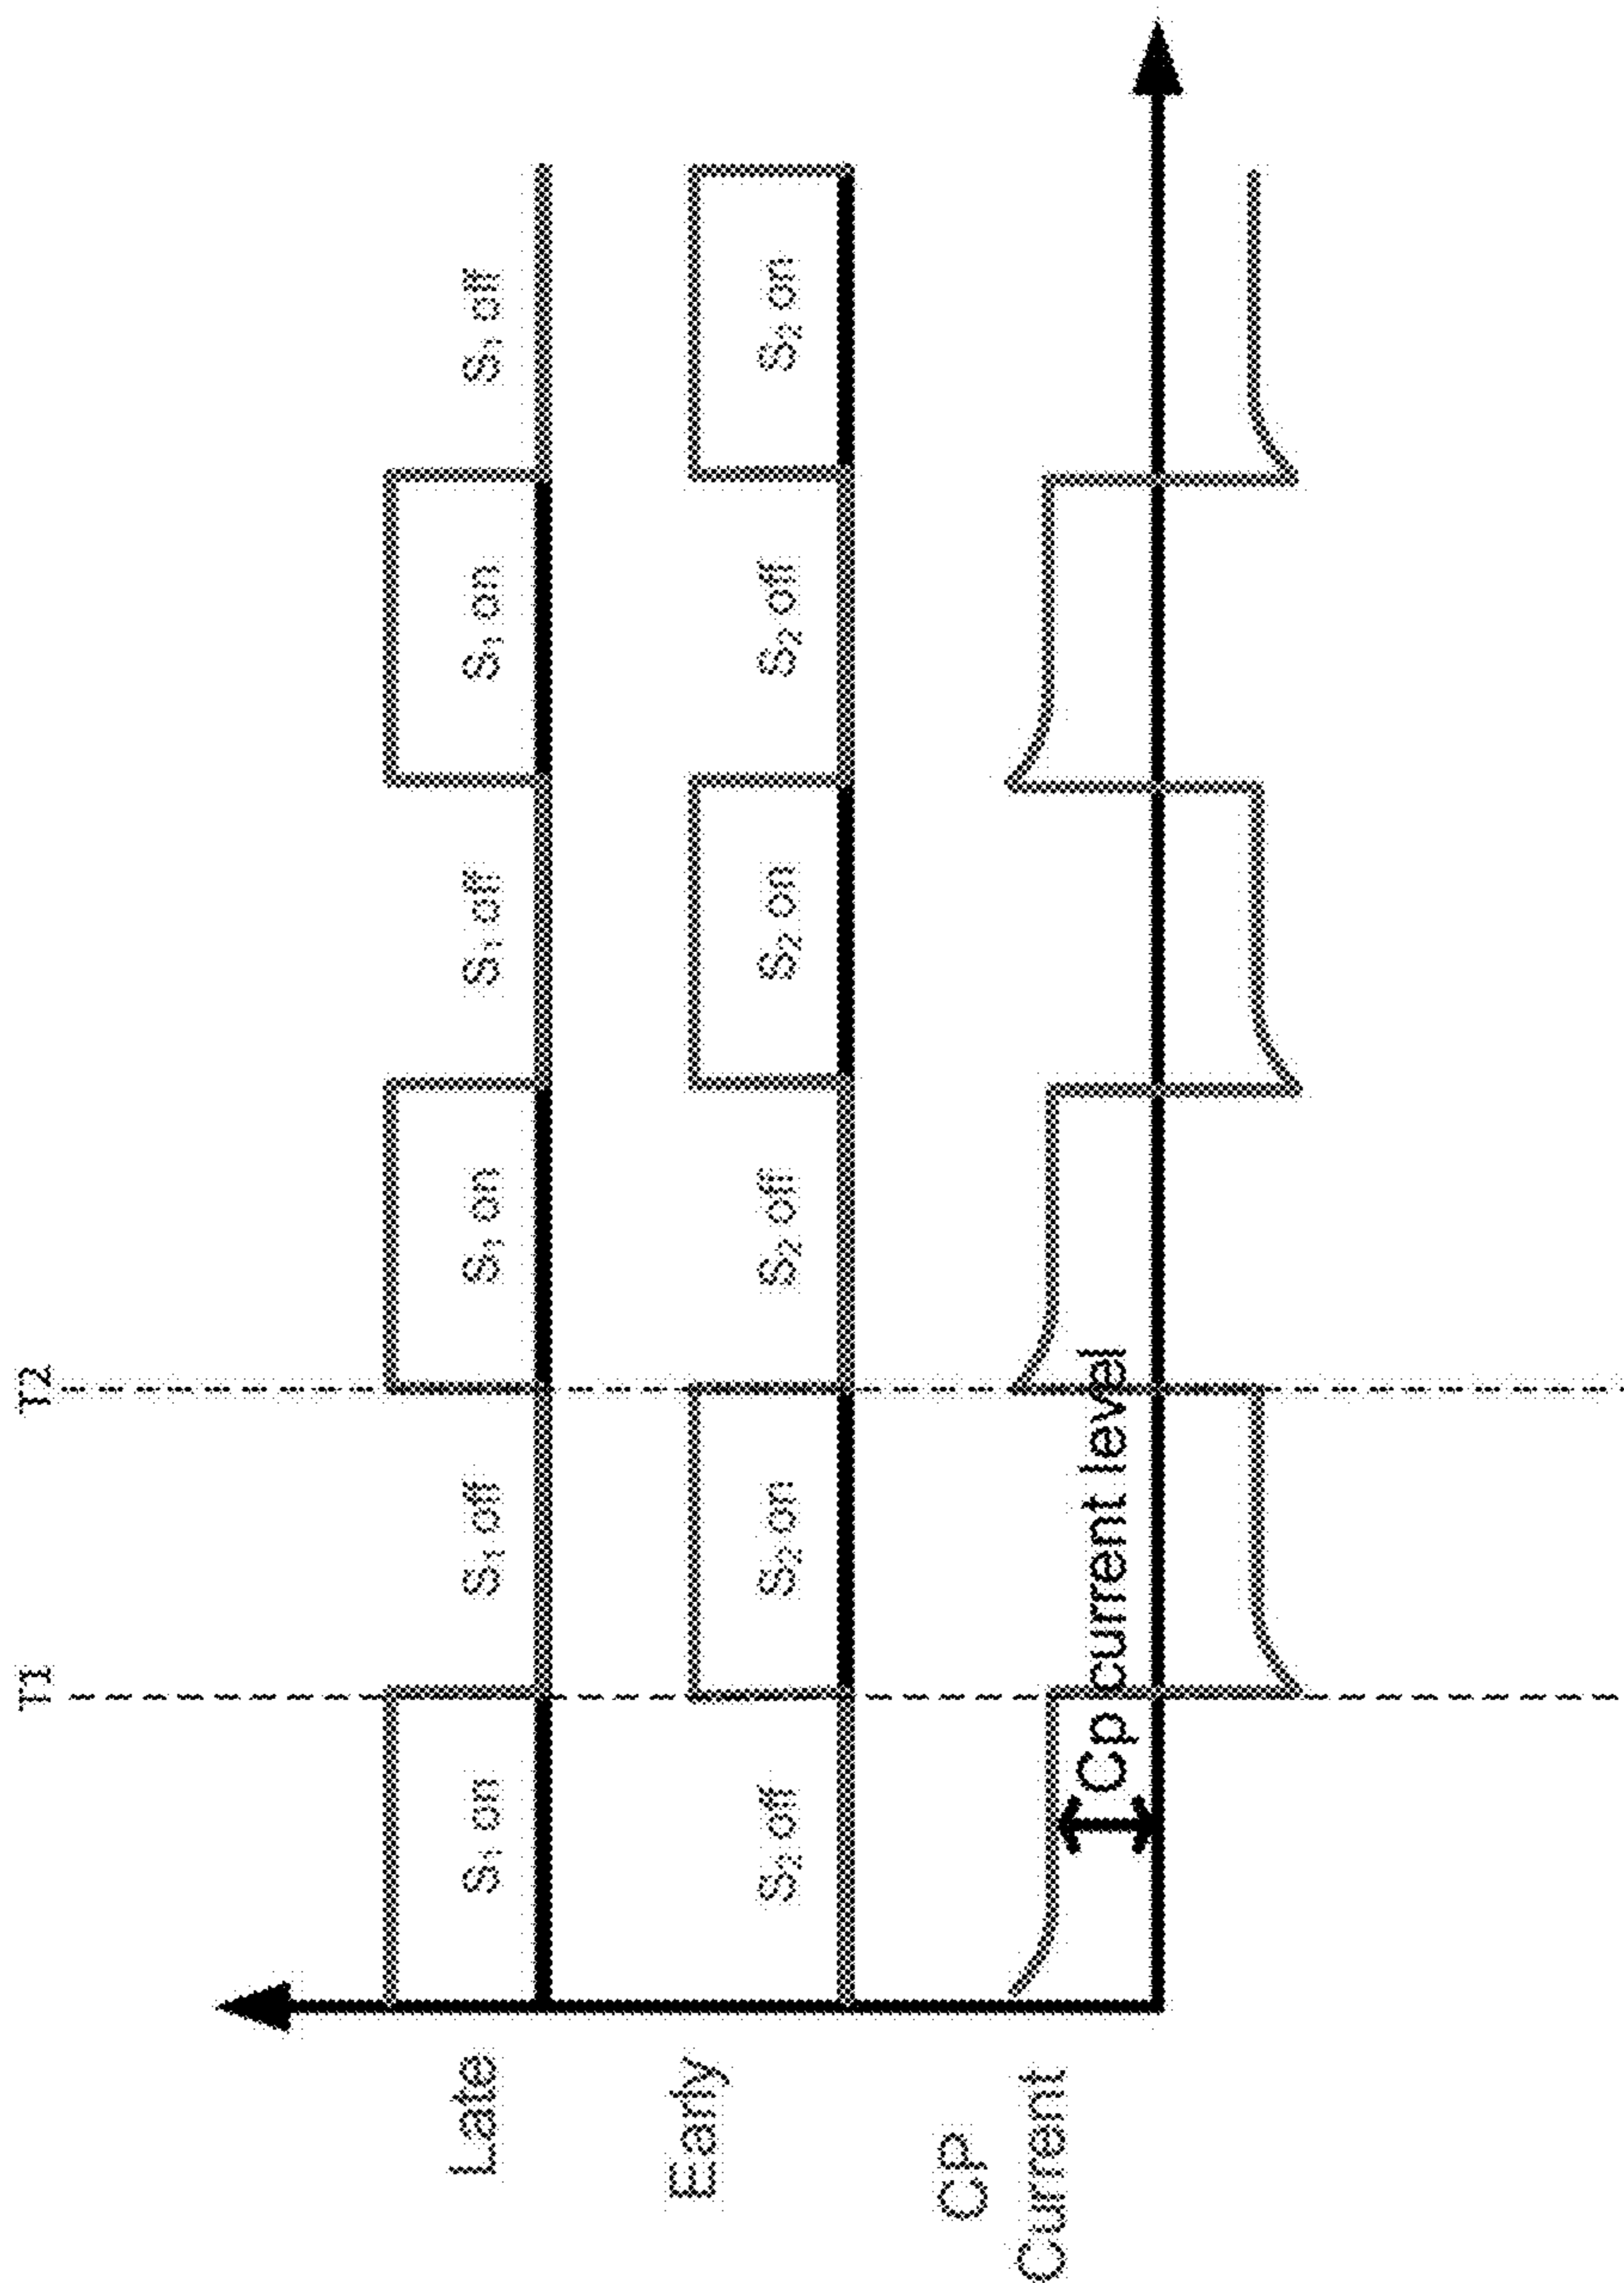 T1
T2
Late
S₁ on
S₁ off
S₁ on
S₁ off
S₁ on
S₁ off
Early
S₂ off
S₂ on
S₂ off
S₂ on
S₂ off
S₂ on
CP
Current
Cp current level